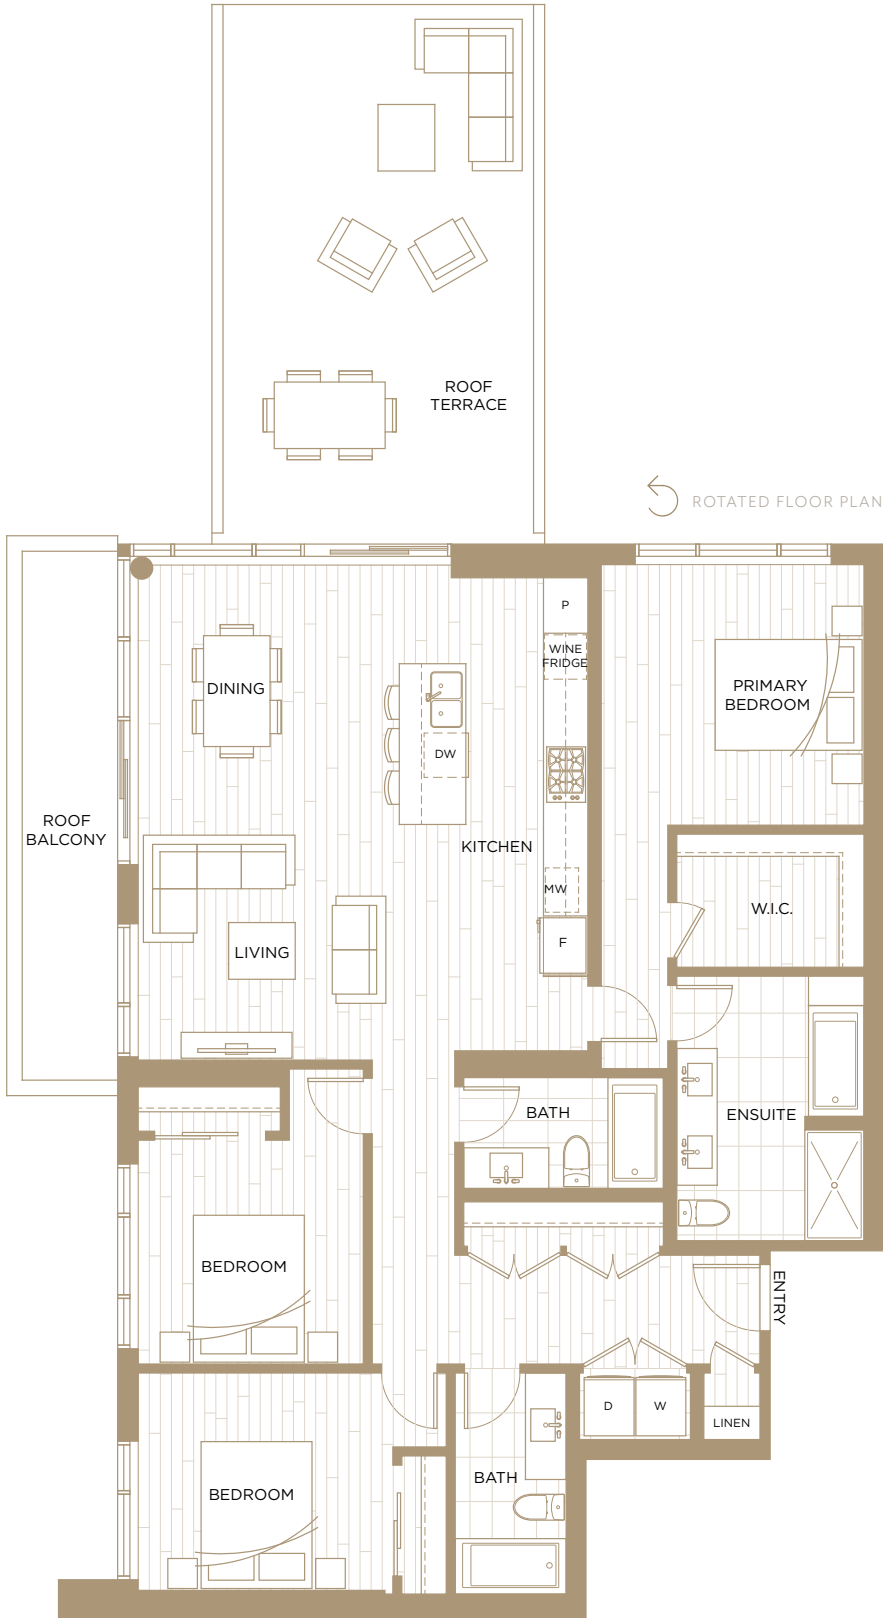 ROOF
TERRACE
ROTATED FLOOR PLAN
P
WINE
FRIDGE
DINING
PRIMARY
BEDROOM
DW
ROOF
BALCONY
KITCHEN
MW
W.I.C.
LIVING
F
BATH
ENSUITE
BEDROOM
ENTRY
D
W
LINEN
BATH
BEDROOM